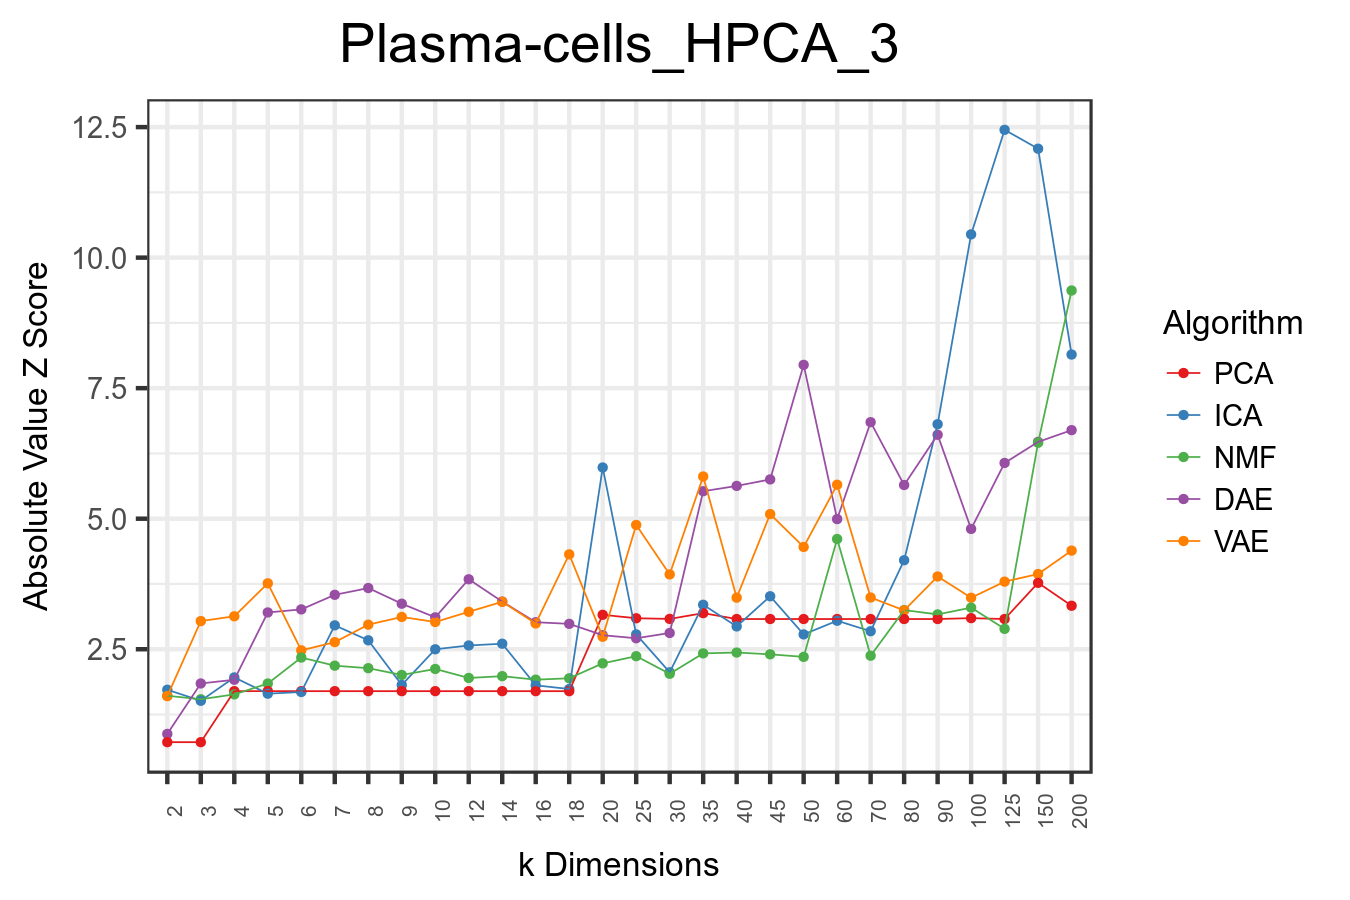 Plasma-cells_HPCA_3
Absolute Value Z Score
12.5
10.0
7.5
5.0
2.5
2 3 4 5 6 7 8 9 10 12 14 16 18 20 25 30 35 40 45 50 60 70 80 90 100 125 150 200
k Dimensions
Algorithm
PCA
ICA
NMF
DAE
VAE